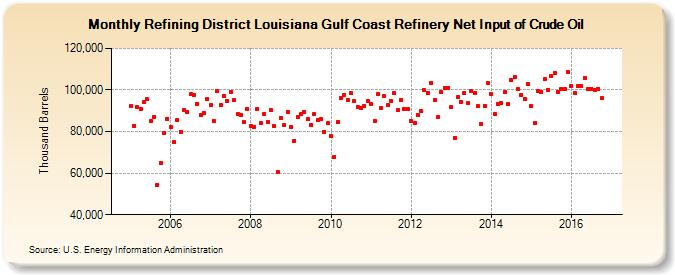 Monthly Refining District Louisiana Gulf Coast Refinery Net Input of Crude Oil
Thousand Barrels
120,000
100,000
80,000
60,000
40,000
2006 2008 2010 2012 2014 2016
Source: U.S. Energy Information Administration